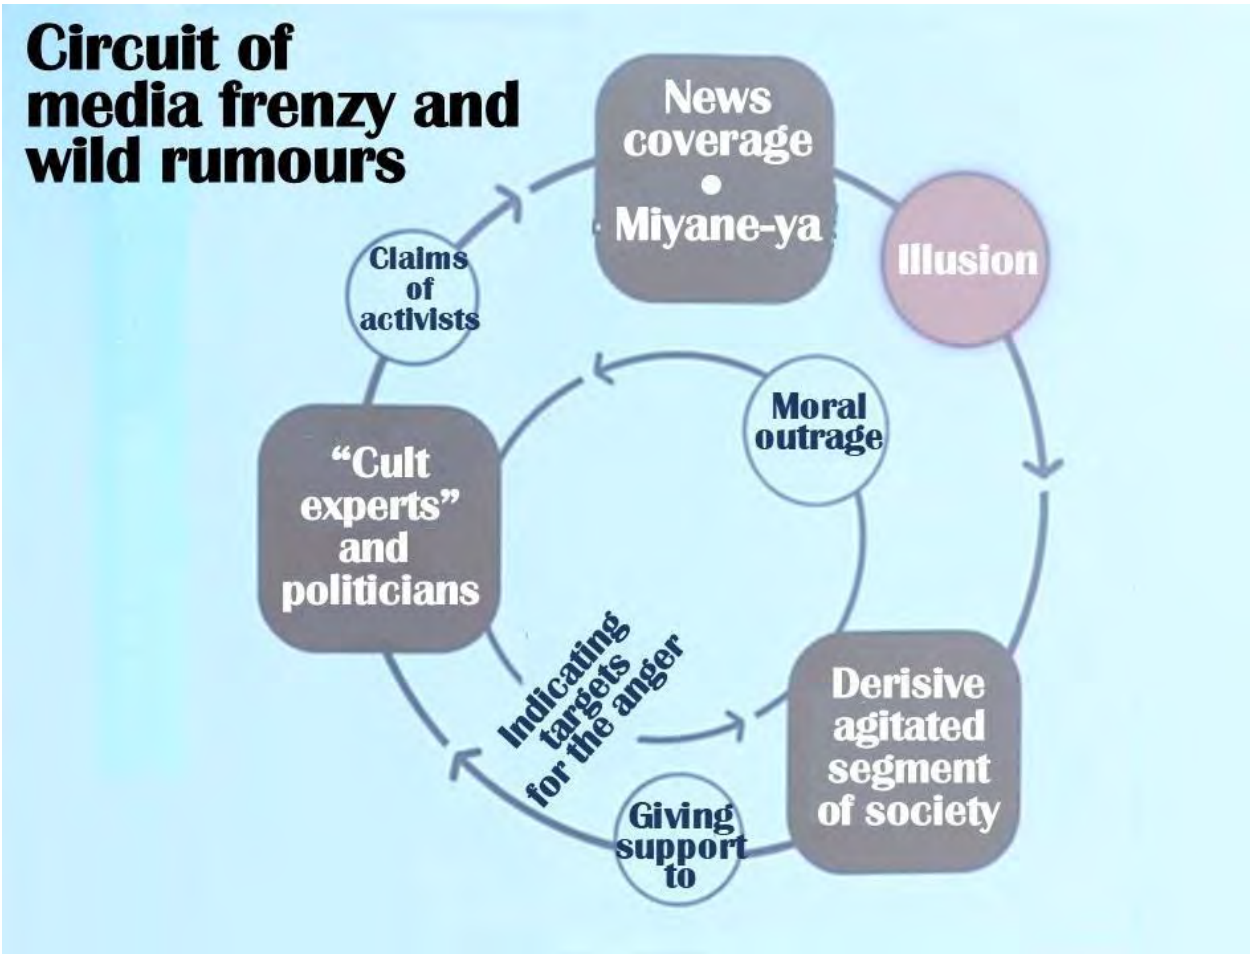 Circuit of
media frenzy and
wild rumours
News
coverage
•
Miyane-ya
Illusion
Claims
of
activists
Moral
outrage
“Cult
experts”
and
politicians
Indicating
targets
for the anger
Derisive
agitated
segment
of society
Giving
support
to